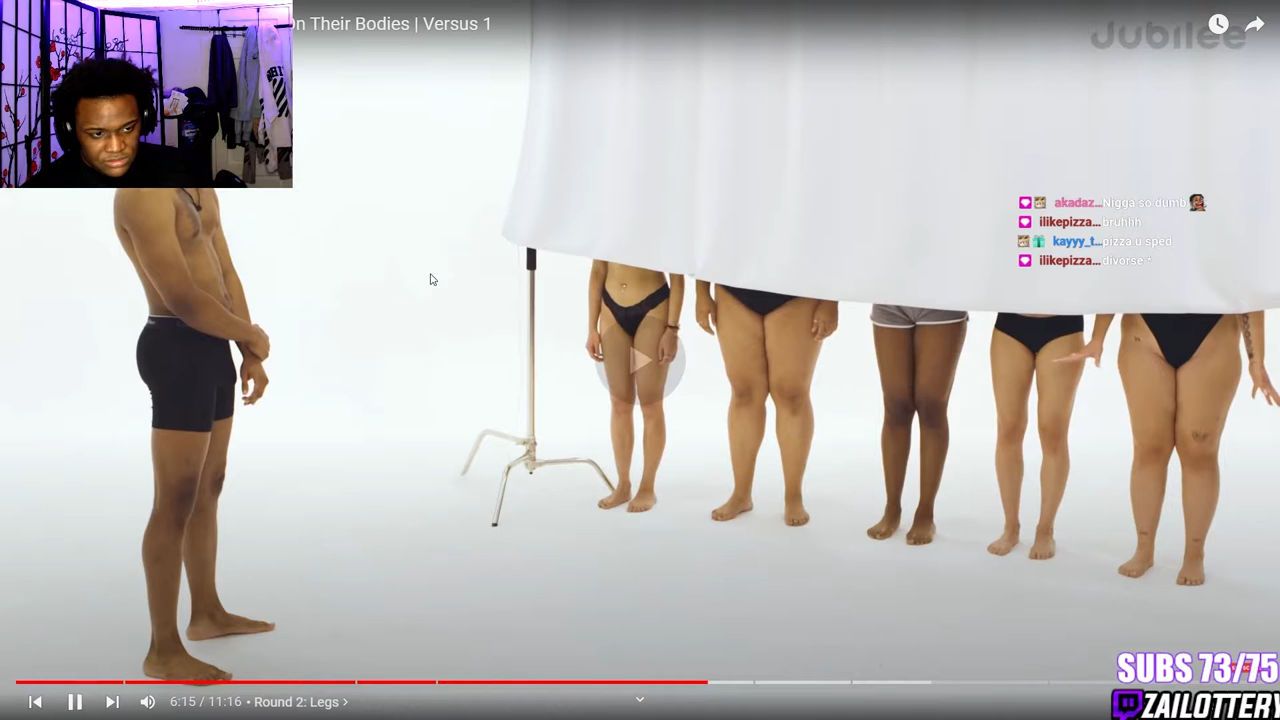 n Their Bodies | Versus 1
Jubilee
akadaz... Nigga so dumb
ilikepizza... bruhhh
kayyy_t... pizza u sped
ilikepizza... divorse *
SUBS 73/75
6:15 / 11:16 • Round 2: Legs >
ZAILOTTERY